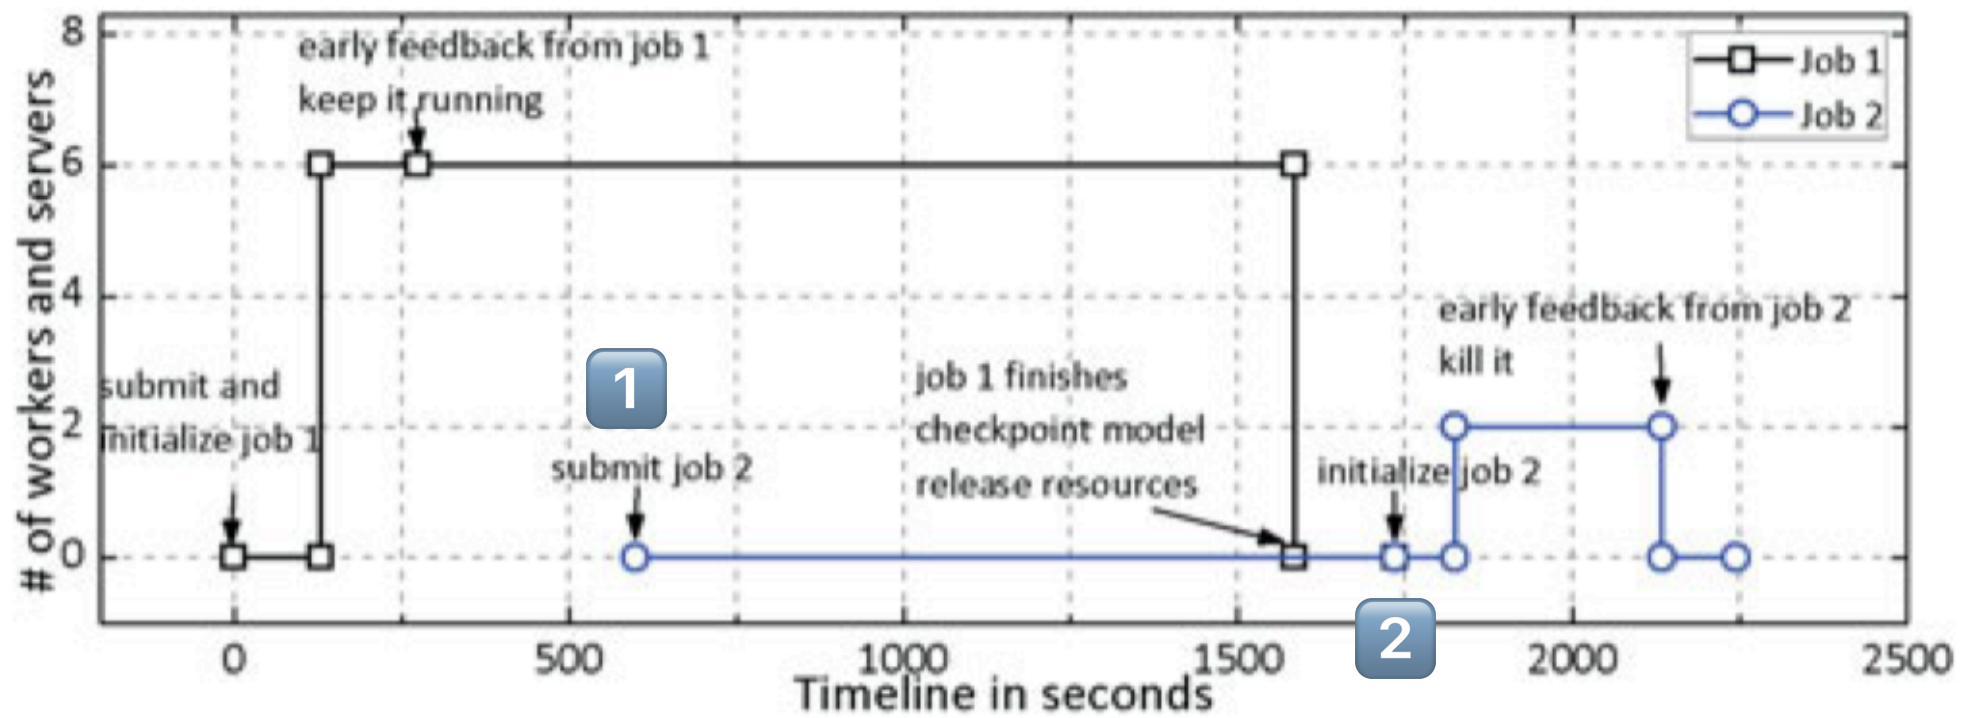 # of workers and servers
8
6
4
2
0
early feedback from job 1
keep it running
Job 1
Job 2
submit and
initialize job 1
1
submit job 2
job 1 finishes
checkpoint model
release resources
early feedback from job 2
kill it
initialize job 2
2
0
500
1000
1500
2000
2500
Timeline in seconds